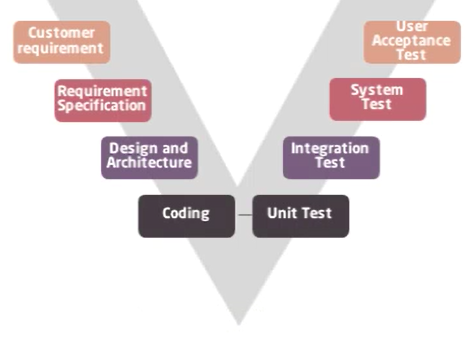 Customer
requirement
User
Acceptance
Test
Requirement
Specification
System
Test
Design and
Architecture
Integration
Test
Coding
Unit Test